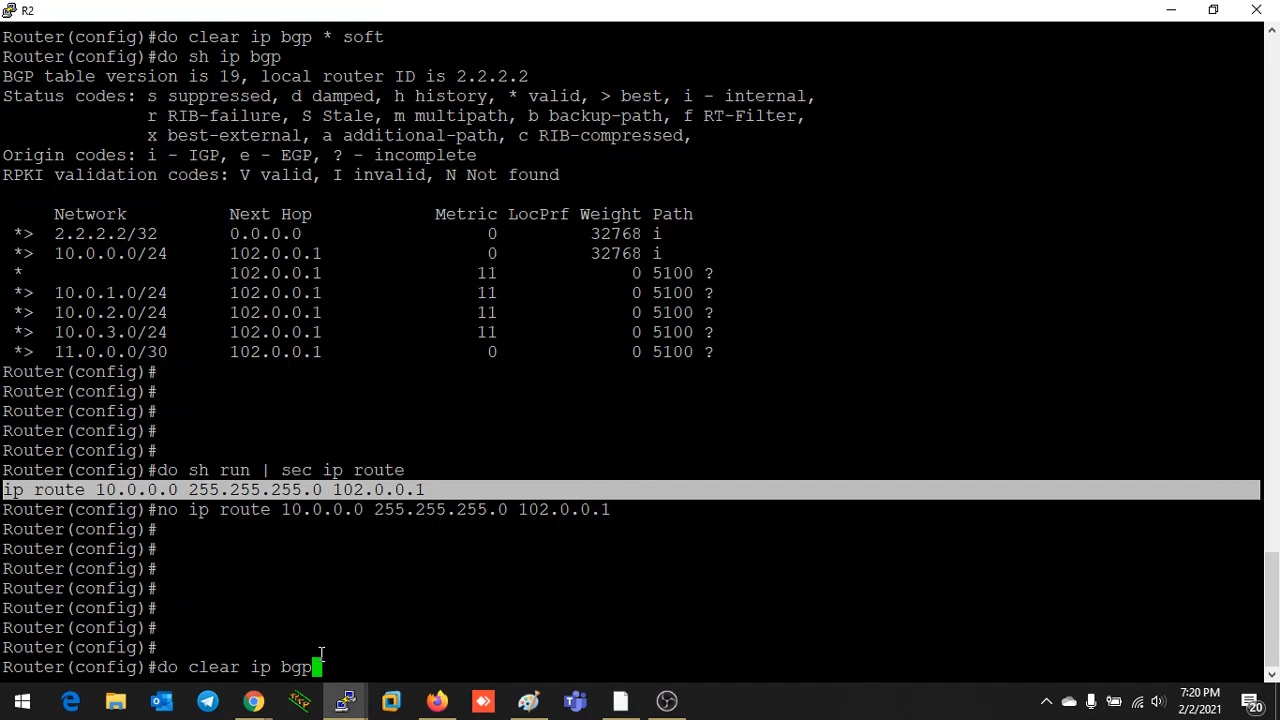 R2
Router(config)#do clear ip bgp * soft
Router(config)#do sh ip bgp
BGP table version is 19, local router ID is 2.2.2.2
Status codes: s suppressed, d damped, h history, * valid, > best, i - internal,
r RIB-failure, S Stale, m multipath, b backup-path, f RT-Filter,
x best-external, a additional-path, c RIB-compressed,
Origin codes: i - IGP, e - EGP, ? - incomplete
RPKI validation codes: V valid, I invalid, N Not found
Network Next Hop Metric LocPrf Weight Path
*> 2.2.2.2/32 0.0.0.0 0 32768 i
*> 10.0.0.0/24 102.0.0.1 0 32768 i
* 102.0.0.1 11 0 5100 ?
*> 10.0.1.0/24 102.0.0.1 11 0 5100 ?
*> 10.0.2.0/24 102.0.0.1 11 0 5100 ?
*> 10.0.3.0/24 102.0.0.1 11 0 5100 ?
*> 11.0.0.0/30 102.0.0.1 0 0 5100 ?
Router(config)#
Router(config)#
Router(config)#
Router(config)#
Router(config)#
Router(config)#do sh run | sec ip route
ip route 10.0.0.0 255.255.255.0 102.0.0.1
Router(config)#no ip route 10.0.0.0 255.255.255.0 102.0.0.1
Router(config)#
Router(config)#
Router(config)#
Router(config)#
Router(config)#
Router(config)#
Router(config)#
Router(config)#do clear ip bgp
7:20 PM
2/2/2021
20